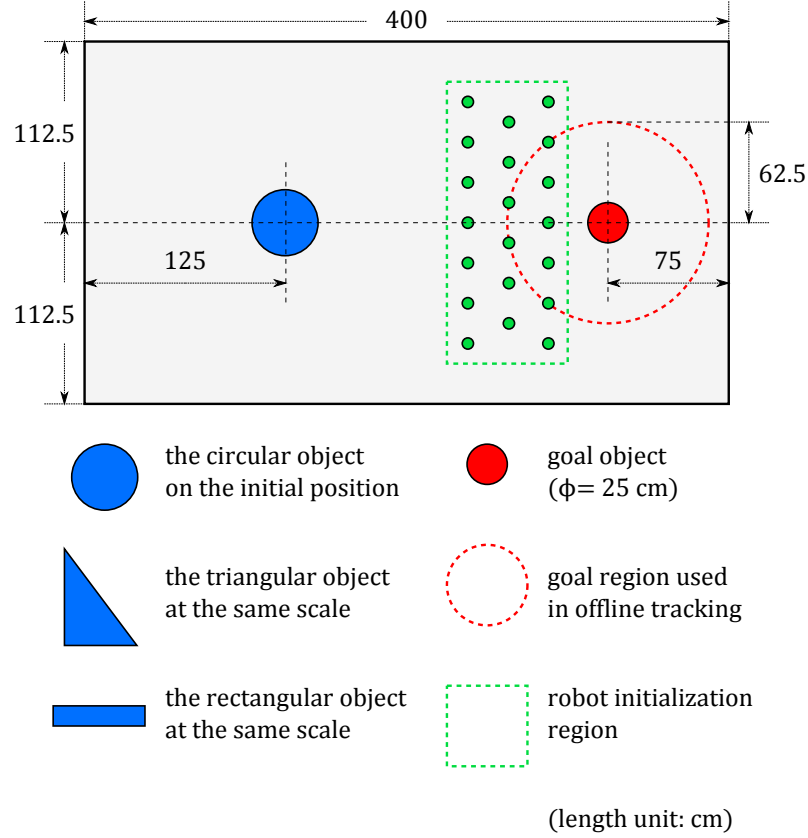 400
112.5
62.5
125
75
112.5
the circular object
on the initial position
goal object
(ϕ= 25 cm)
the triangular object
at the same scale
goal region used
in offline tracking
the rectangular object
at the same scale
robot initialization
region
(length unit: cm)